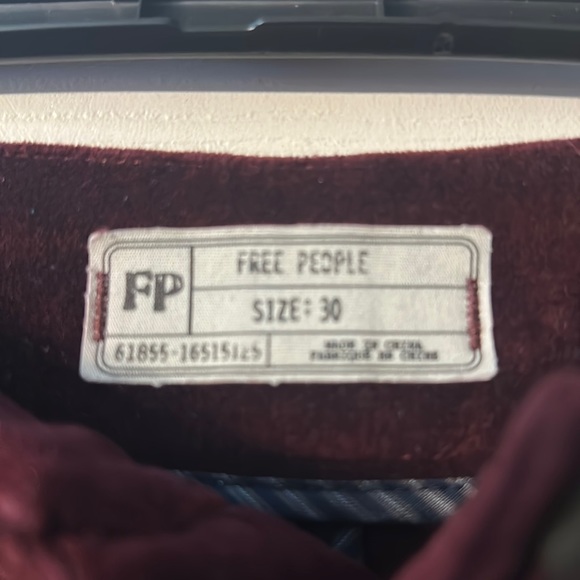 FP
FREE PEOPLE
SIZE: 30
61855-16515125
MADE IN CHINA
FABRIQUE EN CHINE